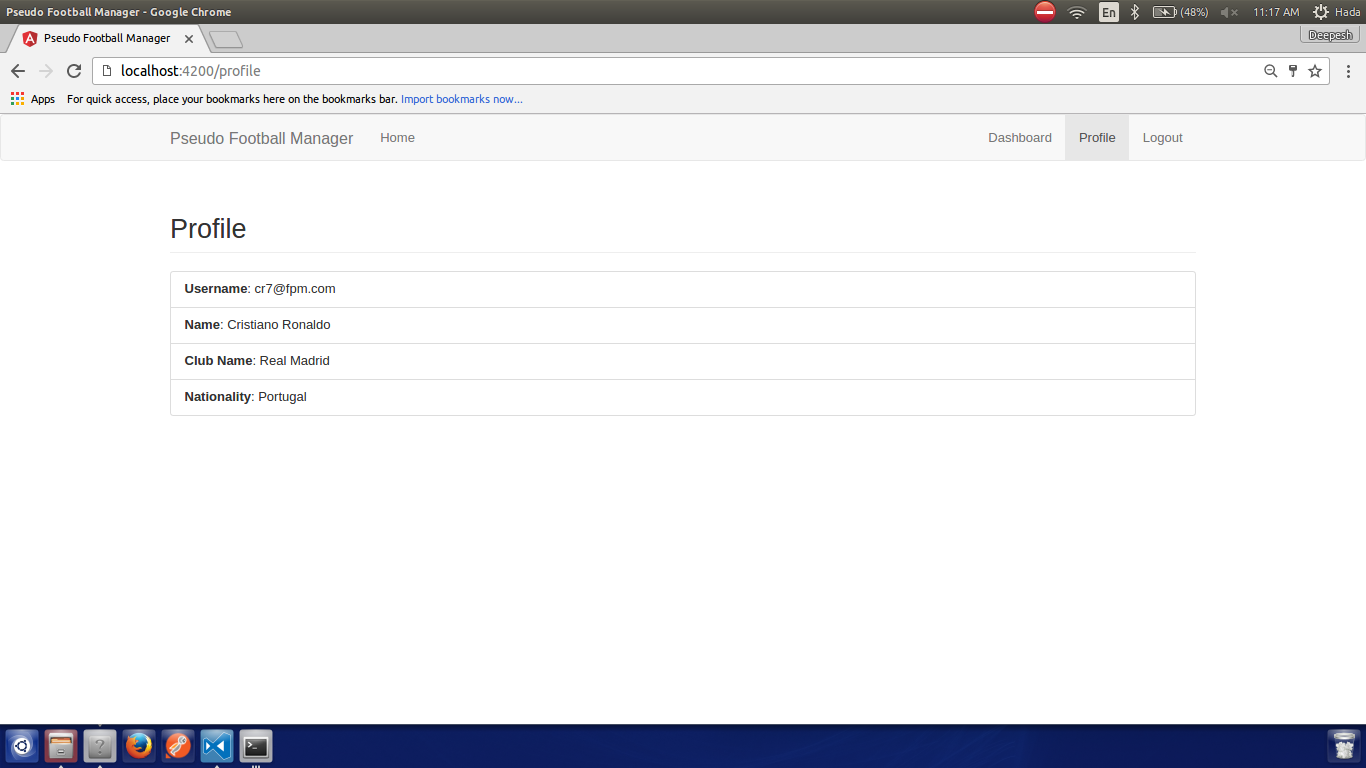 Pseudo Football Manager - Google Chrome
En
(48%)
11:17 AM
Hada
Pseudo Football Manager
Deepesh
localhost:4200/profile
Apps
For quick access, place your bookmarks here on the bookmarks bar. Import bookmarks now...
Pseudo Football Manager
Home
Dashboard
Profile
Logout
Profile
Username: cr7@fpm.com
Name: Cristiano Ronaldo
Club Name: Real Madrid
Nationality: Portugal